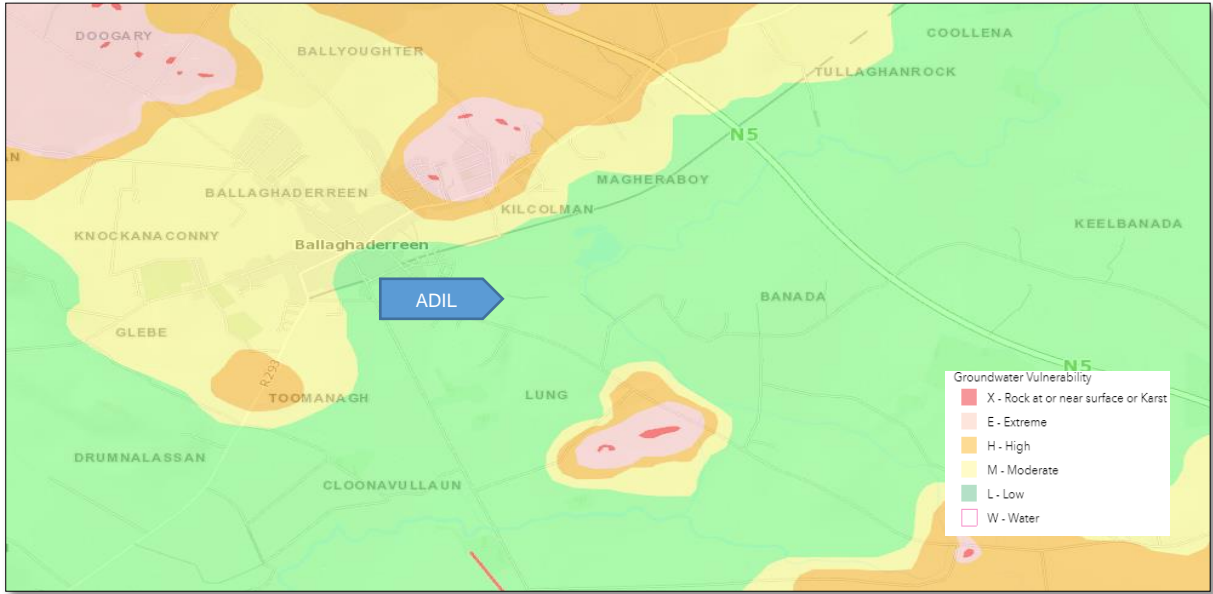 DOOGARY
BALLYOUGHTER
COOLLENA
TULLAGHANROCK
N5
AN
MAGHERABOY
BALLAGHADERREEN
KILCOLMAN
KEELBANADA
KNOCKANACONNY
Ballaghaderreen
ADIL
BANADA
GLEBE
R293
N5
TOOMANAGH
LUNG
DRUMNALASSAN
CLOONAVULLAUN
Groundwater Vulnerability
X - Rock at or near surface or Karst
E - Extreme
H - High
M - Moderate
L - Low
W - Water